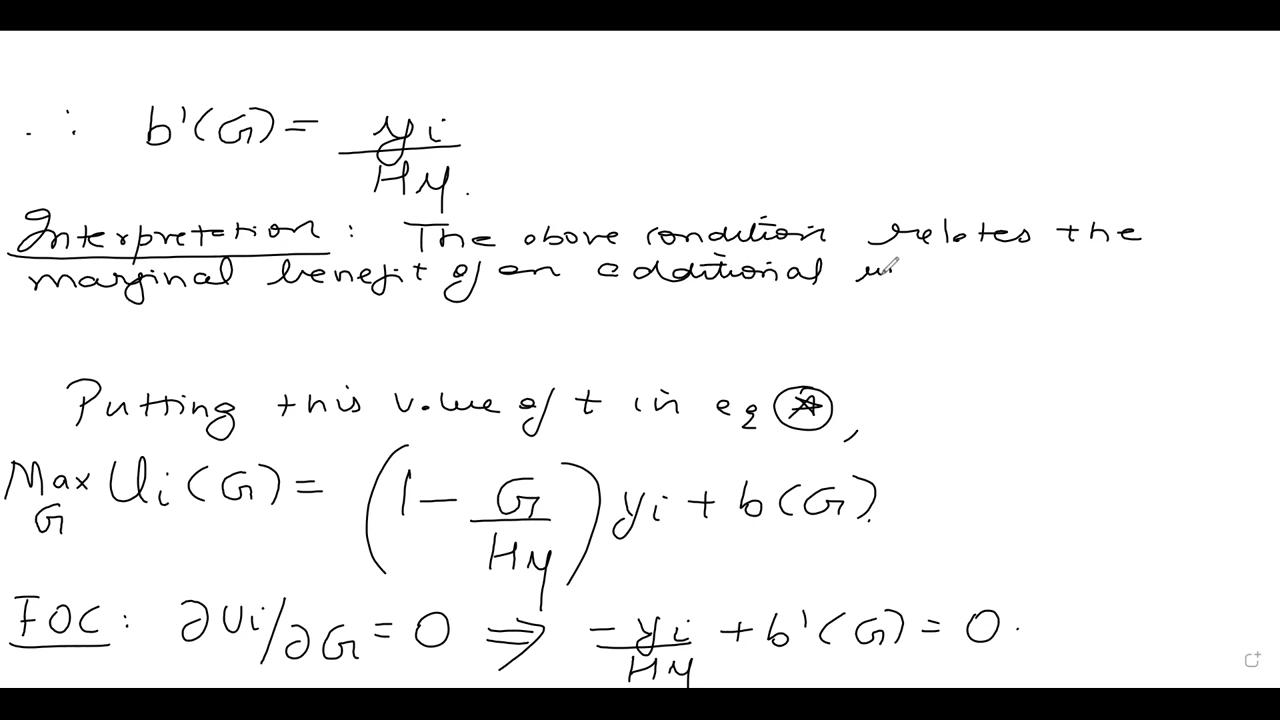 ∴ b'(G) = yi/Hy.
Interpretation: The above condition relates the
marginal benefit of an additional
Putting this value of t in eq ⊛,
Max Ui(G) = (1 - G/Hy) yi + b(G).
G
FOC: ∂Ui/∂G = 0 ⇒ -yi/Hy + b'(G) = 0.